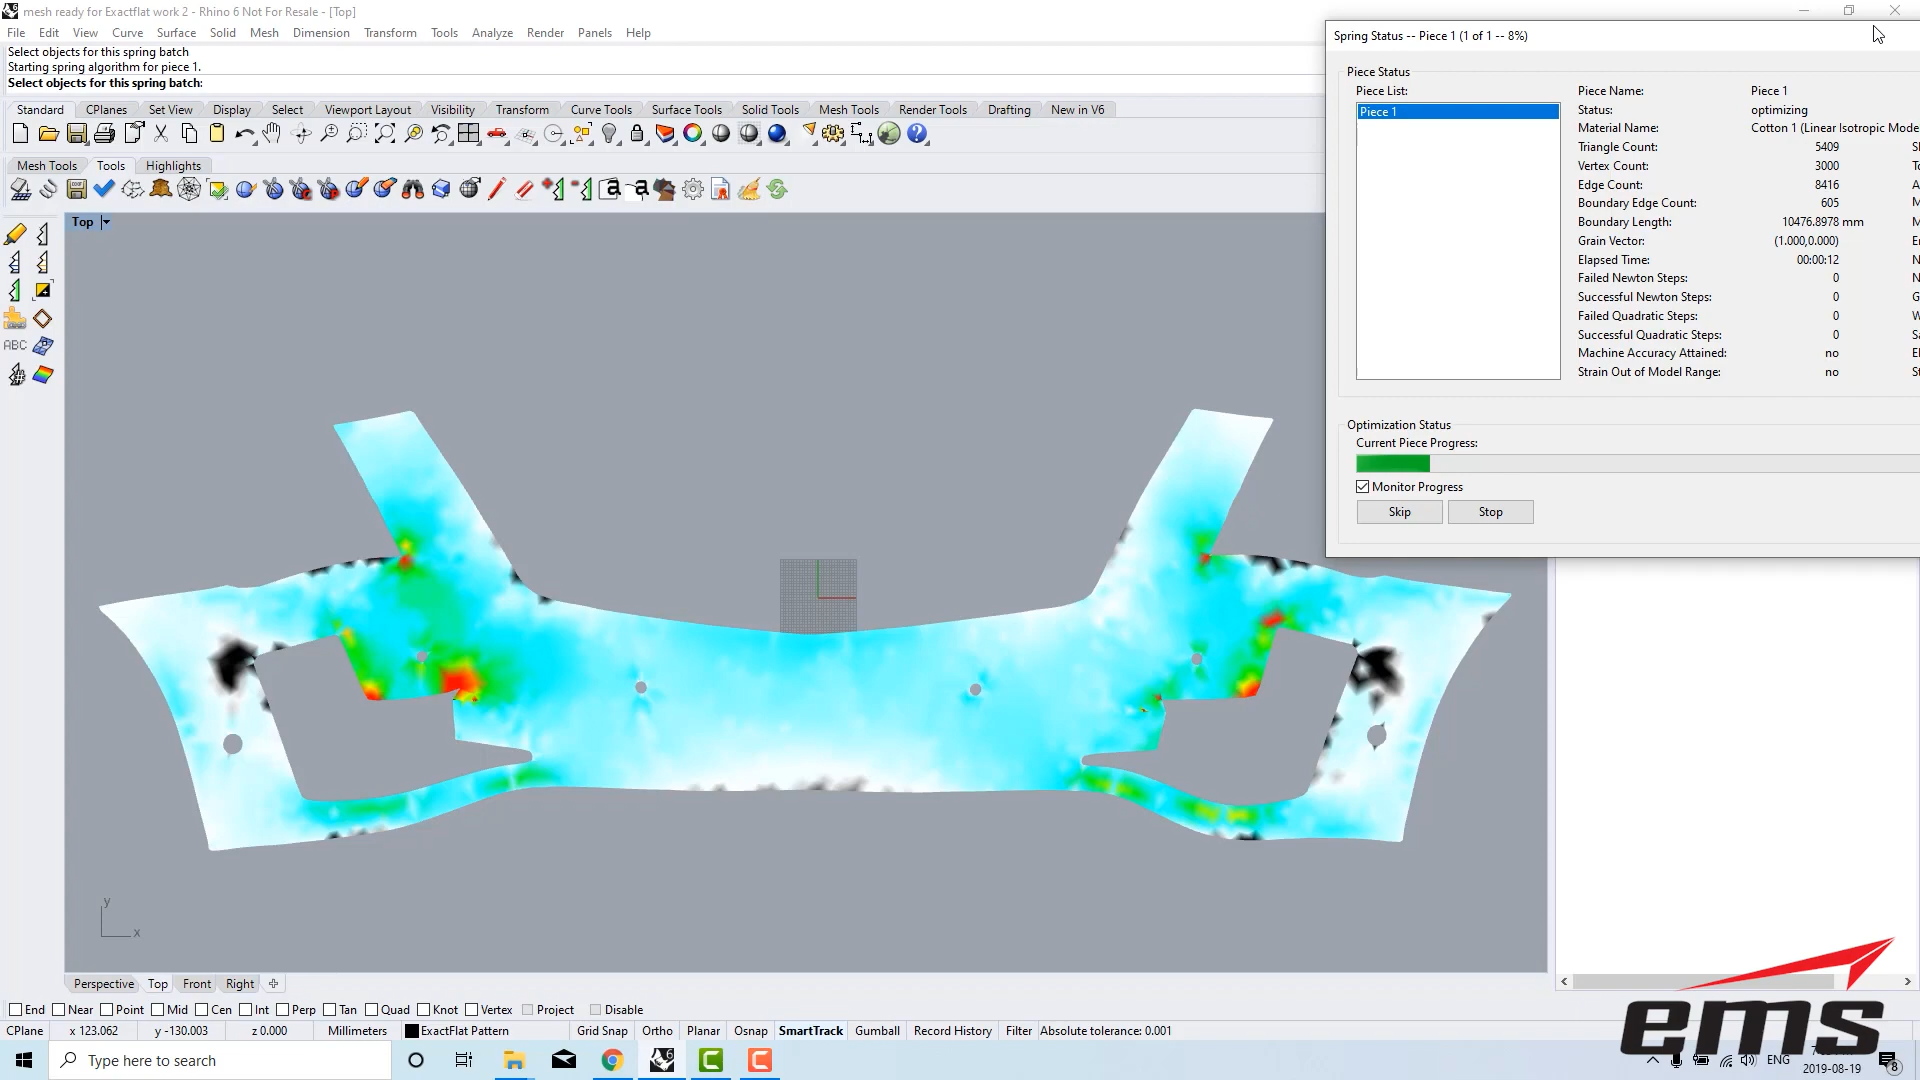 mesh ready for Exactflat work 2 - Rhino 6 Not For Resale - [Top]
File Edit View Curve Surface Solid Mesh Dimension Transform Tools Analyze Render Panels Help
Select objects for this spring batch
Starting spring algorithm for piece 1.
Select objects for this spring batch:
Standard CPlanes Set View Display Select Viewport Layout Visibility Transform Curve Tools Surface Tools Solid Tools Mesh Tools Render Tools Drafting New in V6
Mesh Tools Tools Highlights
Top
ABC
Spring Status -- Piece 1 (1 of 1 -- 8%)
Piece Status
Piece List:
Piece 1
Piece Name: Piece 1
Status: optimizing
Material Name: Cotton 1 (Linear Isotropic Mode
Triangle Count: 5409
Vertex Count: 3000
Edge Count: 8416
Boundary Edge Count: 605
Boundary Length: 10476.8978 mm
Grain Vector: (1.000,0.000)
Elapsed Time: 00:00:12
Failed Newton Steps: 0
Successful Newton Steps: 0
Failed Quadratic Steps: 0
Successful Quadratic Steps: 0
Machine Accuracy Attained: no
Strain Out of Model Range: no
Optimization Status
Current Piece Progress:
Monitor Progress
Skip Stop
y
x
Perspective Top Front Right
End Near Point Mid Cen Int Perp Tan Quad Knot Vertex Project Disable
CPlane x 123.062 y -130.003 z 0.000 Millimeters ExactFlat Pattern Grid Snap Ortho Planar Osnap SmartTrack Gumball Record History Filter Absolute tolerance: 0.001
ems
Type here to search
ENG
2019-08-19
8